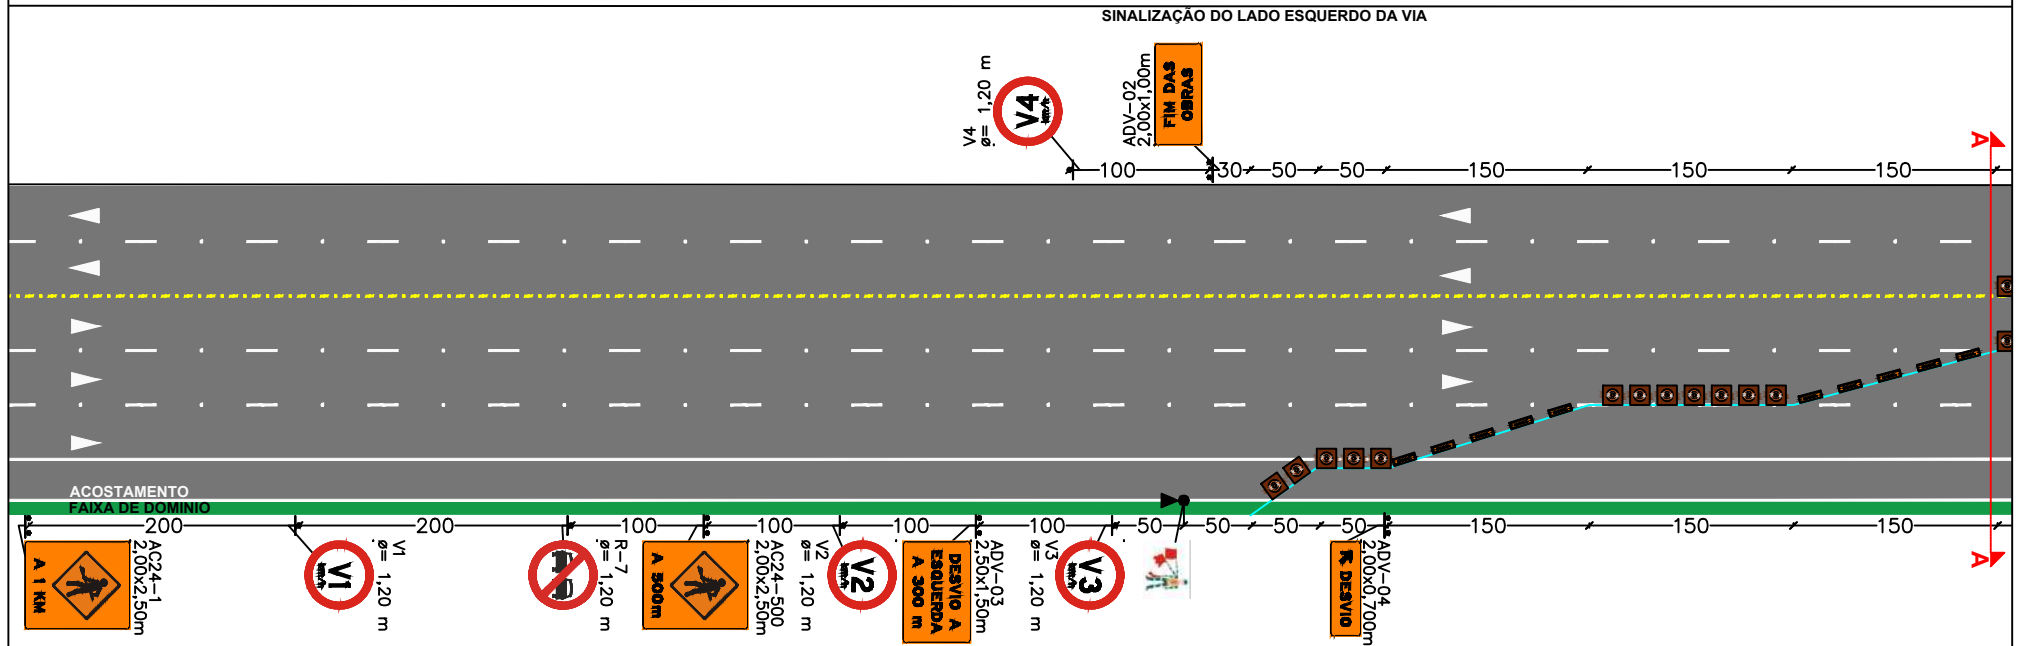 SINALIZAÇÃO DO LADO ESQUERDO DA VIA
V4
ø= 1,20 m
V4
km/h
ADV-02
2,00x1,00m
FIM DAS
OBRAS
A
100
30
50
50
150
150
150
ACOSTAMENTO
FAIXA DE DOMINIO
200
200
100
100
100
100
50
50
50
50
150
150
150
A 1 KM
AC24-1
2,00x2,50m
V1
km/h
V1
ø= 1,20 m
R-7
ø= 1,20 m
A 500m
AC24-500
2,00x2,50m
V2
ø= 1,20 m
V2
km/h
DESVIO A
ESQUERDA
A 300 m
ADV-03
2,50x1,50m
V3
ø= 1,20 m
V3
km/h
DESVIO
ADV-04
2,00x0,700m
A